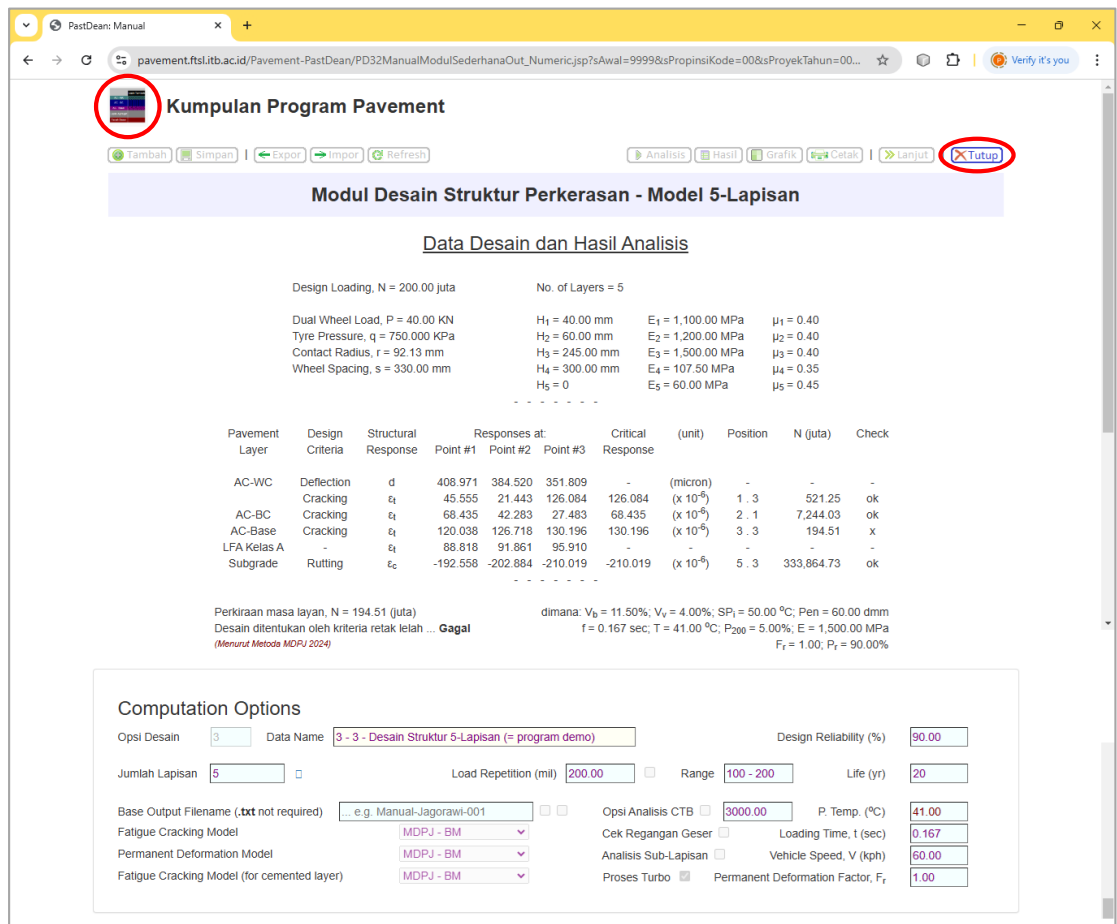 PastDean: Manual
pavement.ftsl.itb.ac.id/Pavement-PastDean/PD32ManualModulSederhanaOut_Numeric.jsp?sAwal=9999&sPropinsiKode=00&sProyekTahun=00...
Verify it's you
Kumpulan Program Pavement
Tambah Simpan | Expor Impor Refresh Analisis Hasil Grafik Cetak | Lanjut Tutup
Modul Desain Struktur Perkerasan - Model 5-Lapisan
Data Desain dan Hasil Analisis
Design Loading, N = 200.00 juta No. of Layers = 5
Dual Wheel Load, P = 40.00 KN H1 = 40.00 mm E1 = 1,100.00 MPa µ1 = 0.40
Tyre Pressure, q = 750.000 KPa H2 = 60.00 mm E2 = 1,200.00 MPa µ2 = 0.40
Contact Radius, r = 92.13 mm H3 = 245.00 mm E3 = 1,500.00 MPa µ3 = 0.40
Wheel Spacing, s = 330.00 mm H4 = 300.00 mm E4 = 107.50 MPa µ4 = 0.35
H5 = 0 E5 = 60.00 MPa µ5 = 0.45
- - - - - - -
Pavement Design Structural Responses at: Critical (unit) Position N (juta) Check
Layer Criteria Response Point #1 Point #2 Point #3 Response
AC-WC Deflection d 408.971 384.520 351.809 - (micron) - - -
Cracking εt 45.555 21.443 126.084 126.084 (x 10-6) 1 . 3 521.25 ok
AC-BC Cracking εt 68.435 42.283 27.483 68.435 (x 10-6) 2 . 1 7,244.03 ok
AC-Base Cracking εt 120.038 126.718 130.196 130.196 (x 10-6) 3 . 3 194.51 x
LFA Kelas A - εt 88.818 91.861 95.910 - - - - -
Subgrade Rutting εc -192.558 -202.884 -210.019 -210.019 (x 10-6) 5 . 3 333,864.73 ok
- - - - - - -
Perkiraan masa layan, N = 194.51 (juta) dimana: Vb = 11.50%; Vv = 4.00%; SPi = 50.00 ⁰C; Pen = 60.00 dmm
Desain ditentukan oleh kriteria retak lelah ... Gagal f = 0.167 sec; T = 41.00 ⁰C; P200 = 5.00%; E = 1,500.00 MPa
(Menurut Metoda MDPJ 2024) Fr = 1.00; Pr = 90.00%
Computation Options
Opsi Desain 3 Data Name 3 - 3 - Desain Struktur 5-Lapisan (= program demo) Design Reliability (%) 90.00
Jumlah Lapisan 5 Load Repetition (mil) 200.00 Range 100 - 200 Life (yr) 20
Base Output Filename (.txt not required) ... e.g. Manual-Jagorawi-001 Opsi Analisis CTB 3000.00 P. Temp. (⁰C) 41.00
Fatigue Cracking Model MDPJ - BM Cek Regangan Geser Loading Time, t (sec) 0.167
Permanent Deformation Model MDPJ - BM Analisis Sub-Lapisan Vehicle Speed, V (kph) 60.00
Fatigue Cracking Model (for cemented layer) MDPJ - BM Proses Turbo Permanent Deformation Factor, Fr 1.00